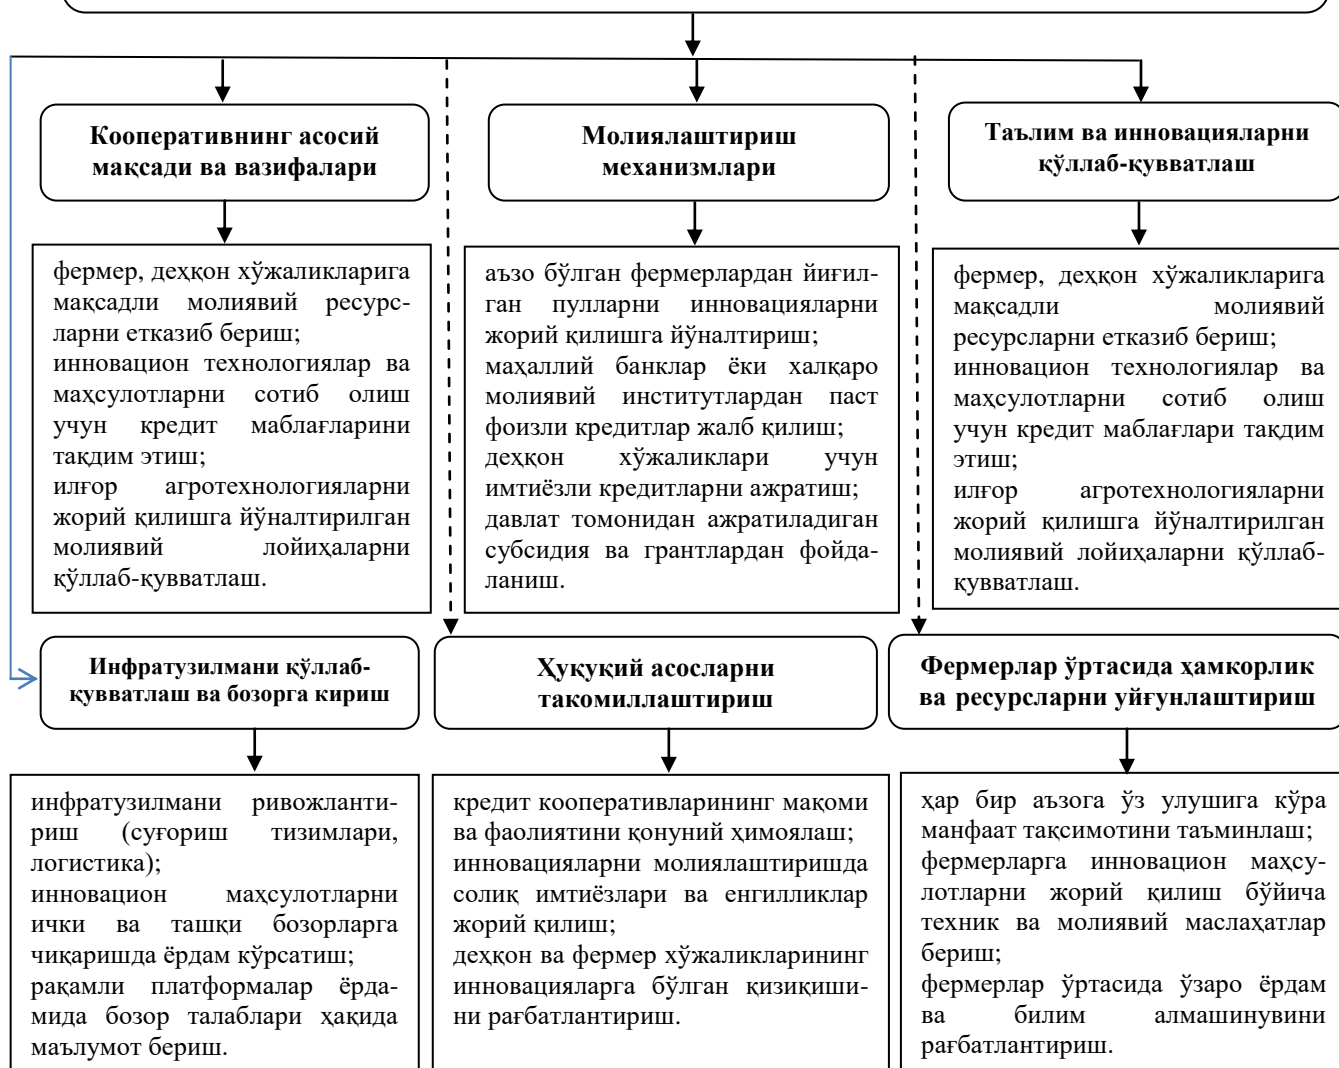 Кооперативнинг асосий
мақсади ва вазифалари
Молиялаштириш
механизмлари
Таълим ва инновацияларни
қўллаб-қувватлаш
фермер, деҳқон хўжаликларига
мақсадли молиявий ресурс-
ларни етказиб бериш;
инновацион технологиялар ва
маҳсулотларни сотиб олиш
учун кредит маблағларини
тақдим этиш;
илғор агротехнологияларни
жорий қилишга йўналтирилган
молиявий лойиҳаларни
қўллаб-қувватлаш.
аъзо бўлган фермерлардан йиғил-
ган пулларни инновацияларни
жорий қилишга йўналтириш;
маҳаллий банклар ёки халқаро
молиявий институтлардан паст
фоизли кредитлар жалб қилиш;
деҳқон хўжаликлари учун
имтиёзли кредитларни ажратиш;
давлат томонидан ажратиладиган
субсидия ва грантлардан фойда-
ланиш.
фермер, деҳқон хўжаликларига
мақсадли молиявий
ресурсларни етказиб бериш;
инновацион технологиялар ва
маҳсулотларни сотиб олиш
учун кредит маблағлари тақдим
этиш;
илғор агротехнологияларни
жорий қилишга йўналтирилган
молиявий лойиҳаларни қўллаб-
қувватлаш.
Инфратузилмани қўллаб-
қувватлаш ва бозорга кириш
Ҳуқуқий асосларни
такомиллаштириш
Фермерлар ўртасида ҳамкорлик
ва ресурсларни уйғунлаштириш
инфратузилмани ривожланти-
риш (суғориш тизимлари,
логистика);
инновацион маҳсулотларни
ички ва ташқи бозорларга
чиқаришда ёрдам кўрсатиш;
рақамли платформалар ёрда-
мида бозор талаблари ҳақида
маълумот бериш.
кредит кооперативларининг мақоми
ва фаолиятини қонуний ҳимоялаш;
инновацияларни молиялаштиришда
солиқ имтиёзлари ва енгилликлар
жорий қилиш;
деҳқон ва фермер хўжаликларининг
инновацияларга бўлган қизиқиши-
ни рағбатлантириш.
ҳар бир аъзога ўз улушига кўра
манфаат тақсимотини таъминлаш;
фермерларга инновацион маҳсу-
лотларни жорий қилиш бўйича
техник ва молиявий маслаҳатлар
бериш;
фермерлар ўртасида ўзаро ёрдам
ва билим алмашинувини
рағбатлантириш.